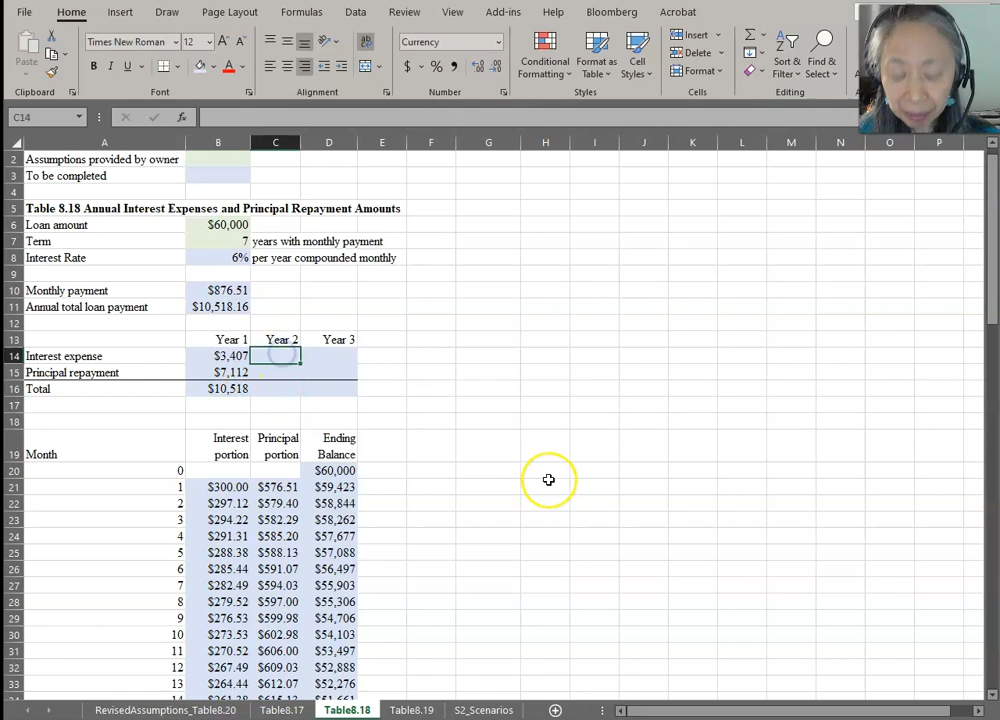 File Home Insert Draw Page Layout Formulas Data Review View Add-ins Help Bloomberg Acrobat
Paste
Times New Roman 12
Currency
Conditional Formatting
Format as Table
Cell Styles
Insert
Delete
Format
Sort & Filter
Find & Select
Clipboard Font Alignment Number Styles Cells Editing
C14 fx
A B C D E F G H I J K L M N O P
2 Assumptions provided by owner
3 To be completed
4
5 Table 8.18 Annual Interest Expenses and Principal Repayment Amounts
6 Loan amount $60,000
7 Term 7 years with monthly payment
8 Interest Rate 6% per year compounded monthly
9
10 Monthly payment $876.51
11 Annual total loan payment $10,518.16
12
13 Year 1 Year 2 Year 3
14 Interest expense $3,407
15 Principal repayment $7,112
16 Total $10,518
17
18
19 Month Interest portion Principal portion Ending Balance
20 0 $60,000
21 1 $300.00 $576.51 $59,423
22 2 $297.12 $579.40 $58,844
23 3 $294.22 $582.29 $58,262
24 4 $291.31 $585.20 $57,677
25 5 $288.38 $588.13 $57,088
26 6 $285.44 $591.07 $56,497
27 7 $282.49 $594.03 $55,903
28 8 $279.52 $597.00 $55,306
29 9 $276.53 $599.98 $54,706
30 10 $273.53 $602.98 $54,103
31 11 $270.52 $606.00 $53,497
32 12 $267.49 $609.03 $52,888
33 13 $264.44 $612.07 $52,276
RevisedAssumptions_Table8.20 Table8.17 Table8.18 Table8.19 S2_Scenarios